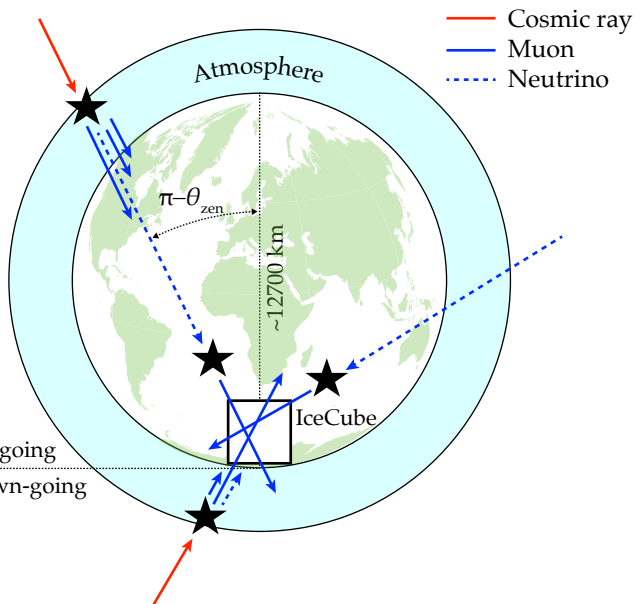 Cosmic ray
Muon
Neutrino
Atmosphere
π–θzen
~12700 km
IceCube
going
wn-going